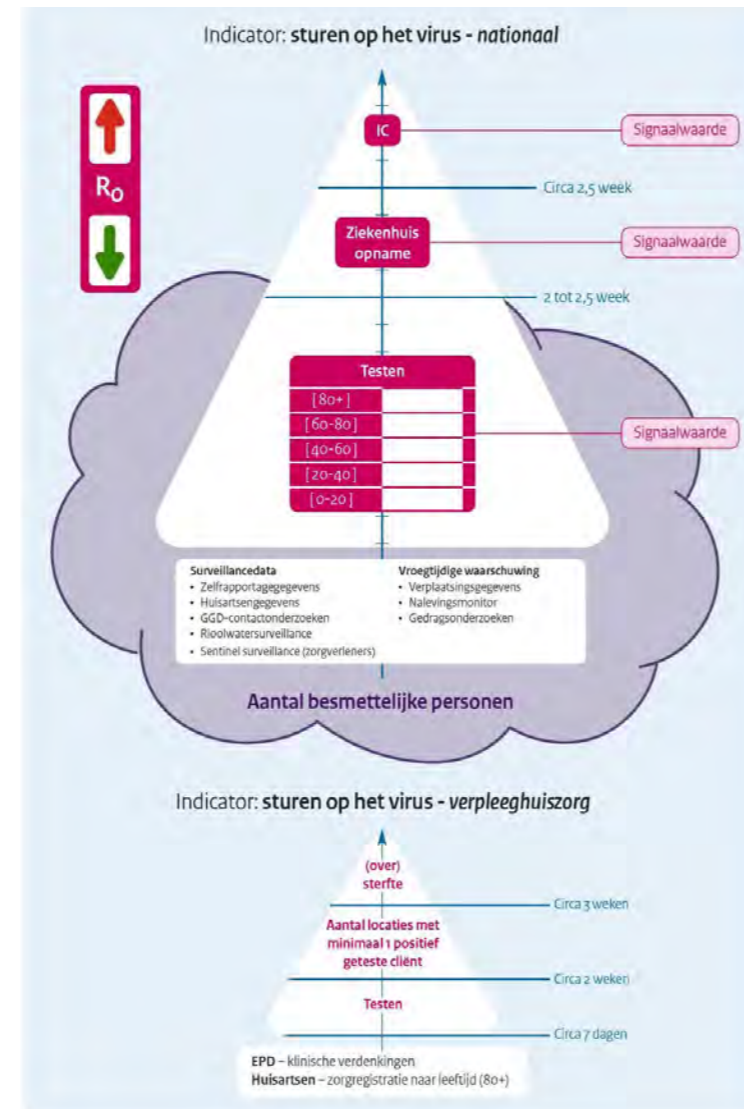 Indicator: sturen op het virus - nationaal
R0
IC
Signaalwaarde
Circa 2,5 week
Ziekenhuis
opname
Signaalwaarde
2 tot 2,5 week
Testen
[80+]
[60-80]
[40-60]
[20-40]
[0-20]
Signaalwaarde
Surveillancedata
• Zelfrapportagegegevens
• Huisartsengegevens
• GGD-contactonderzoeken
• Rioolwatersurveillance
• Sentinel surveillance (zorgverleners)
Vroegtijdige waarschuwing
• Verplaatsingsgegevens
• Nalevingsmonitor
• Gedragsonderzoeken
Aantal besmettelijke personen
Indicator: sturen op het virus - verpleeghuiszorg
(over)
sterfte
Circa 3 weken
Aantal locaties met
minimaal 1 positief
geteste cliënt
Circa 2 weken
Testen
Circa 7 dagen
EPD – klinische verdenkingen
Huisartsen – zorgregistratie naar leeftijd (80+)